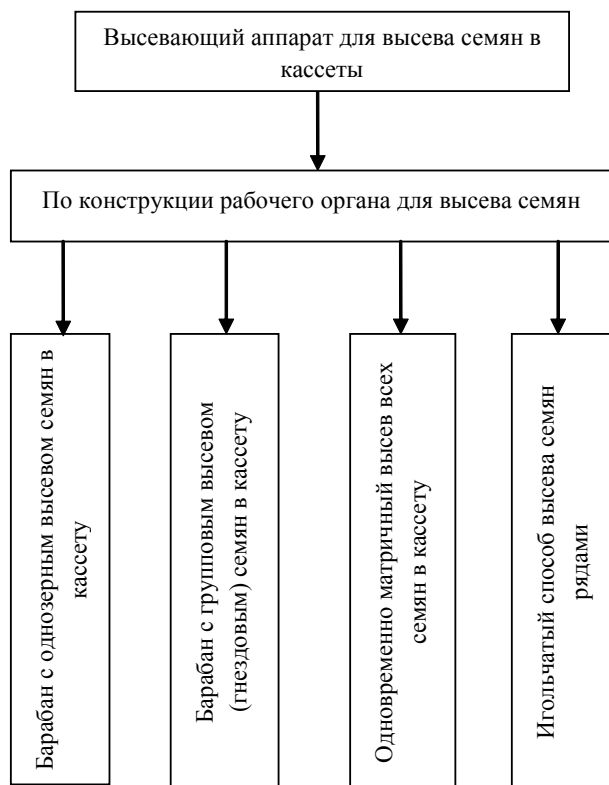 Высевающий аппарат для высева семян в
кассеты
По конструкции рабочего органа для высева семян
Барабан с однозерным высевом семян в
кассету
Барабан с групповым высевом
(гнездовым) семян в кассету
Одновременно матричный высев всех
семян в кассету
Игольчатый способ высева семян
рядами